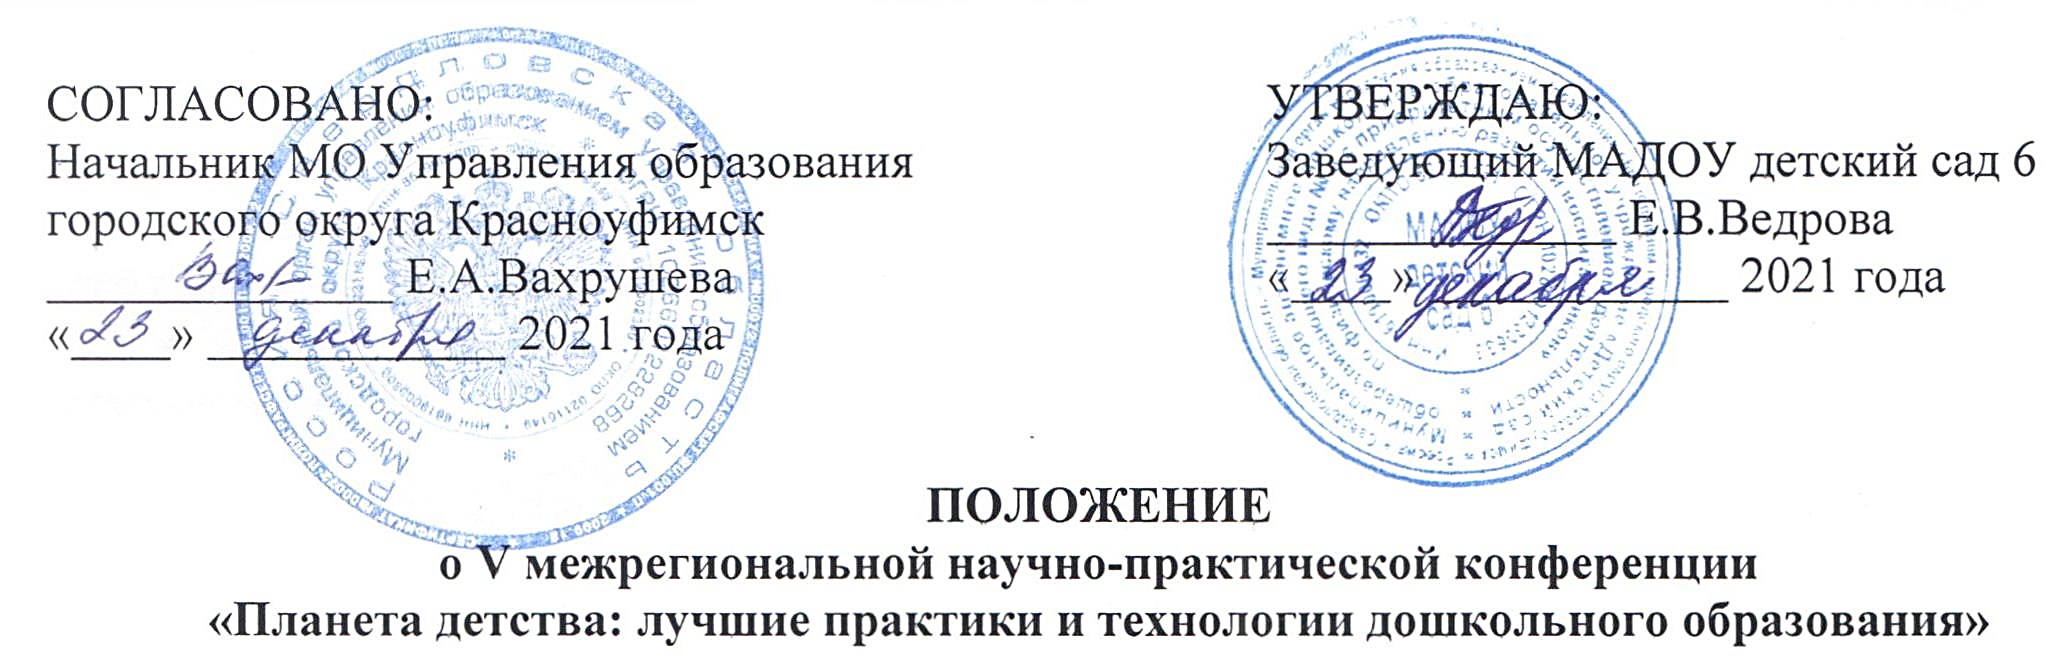 СОГЛАСОВАНО:
Начальник МО Управления образования
городского округа Красноуфимск
Е.А.Вахрушева
«23» декабря 2021 года
УТВЕРЖДАЮ:
Заведующий МАДОУ детский сад 6
Е.В.Ведрова
«23» декабря 2021 года
ПОЛОЖЕНИЕ
о V межрегиональной научно-практической конференции
«Планета детства: лучшие практики и технологии дошкольного образования»